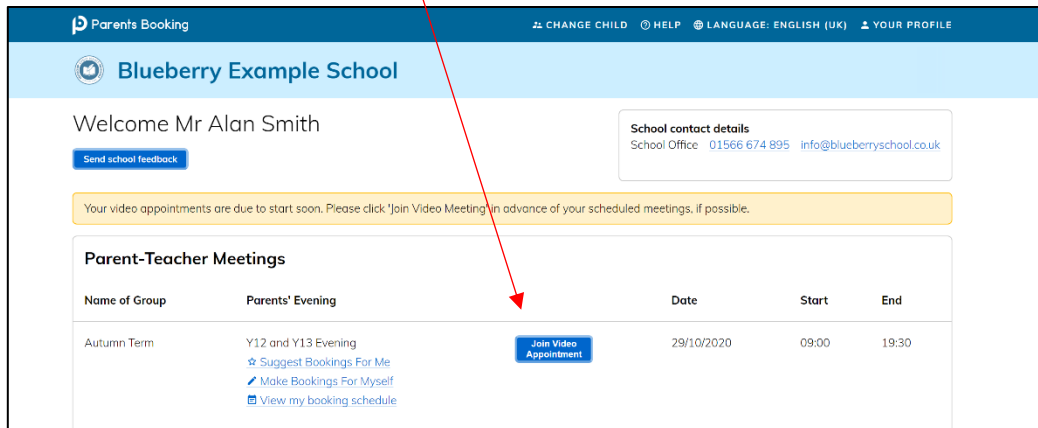 Parents Booking
CHANGE CHILD HELP LANGUAGE: ENGLISH (UK) YOUR PROFILE
Blueberry Example School
Welcome Mr Alan Smith
Send school feedback
School contact details
School Office 01566 674 895 info@blueberryschool.co.uk
Your video appointments are due to start soon. Please click 'Join Video Meeting' in advance of your scheduled meetings, if possible.
Parent-Teacher Meetings
Name of Group Parents' Evening Date Start End
Autumn Term Y12 and Y13 Evening Join Video Appointment 29/10/2020 09:00 19:30
Suggest Bookings For Me
Make Bookings For Myself
View my booking schedule